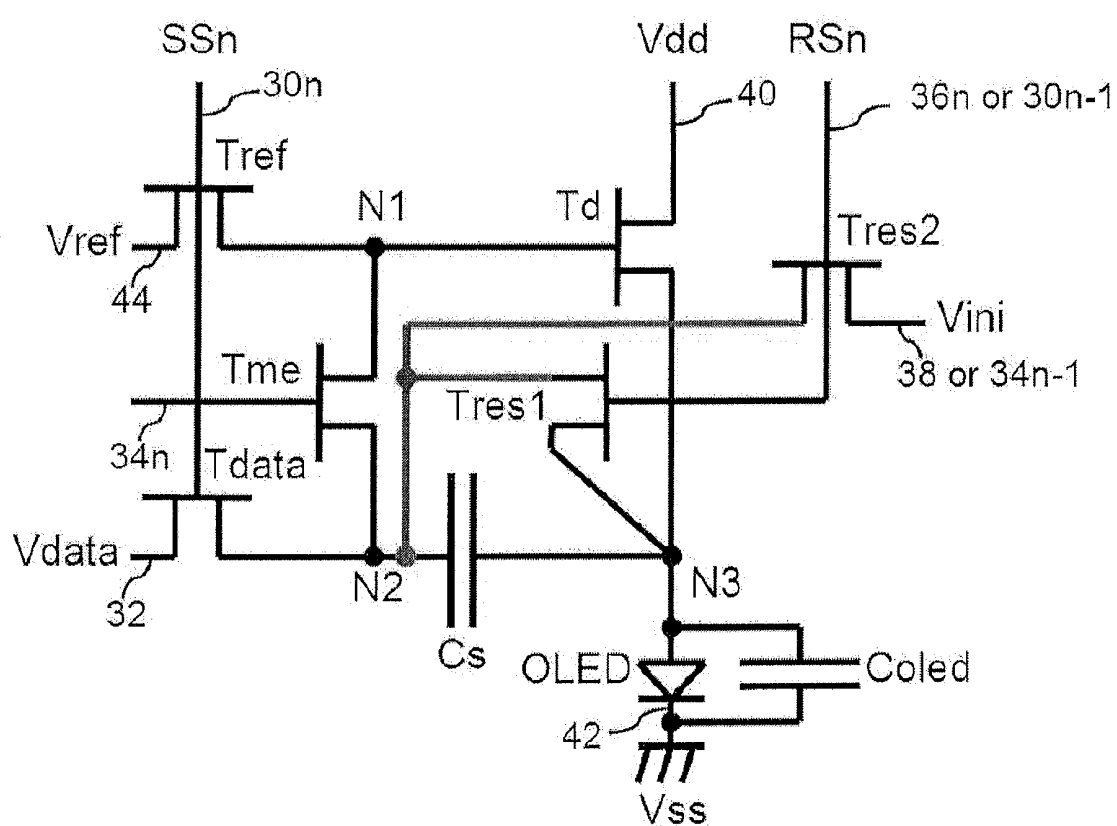 SSn
Vdd
RSn
30n
40
36n or 30n-1
Tref
N1
Td
Tres2
Vref
44
Vini
38 or 34n-1
Tme
Tres1
34n
Tdata
Vdata
N2
N3
32
Cs
OLED
Coled
42
Vss